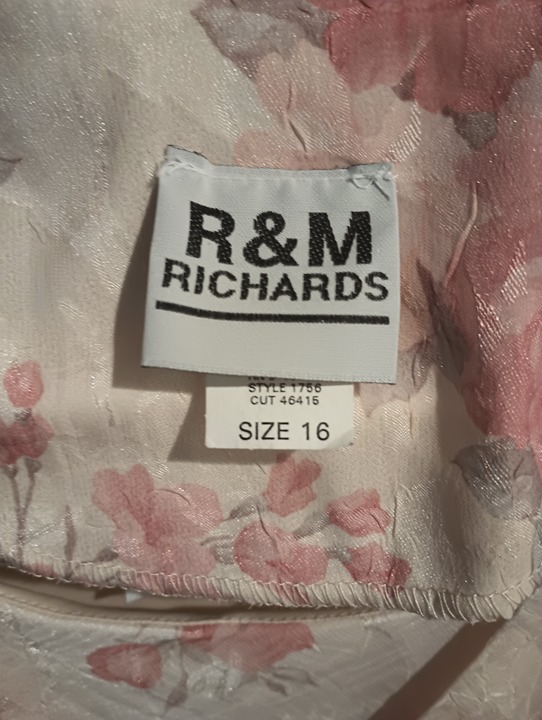 R&M
RICHARDS
STYLE 1756
CUT 46415
SIZE 16